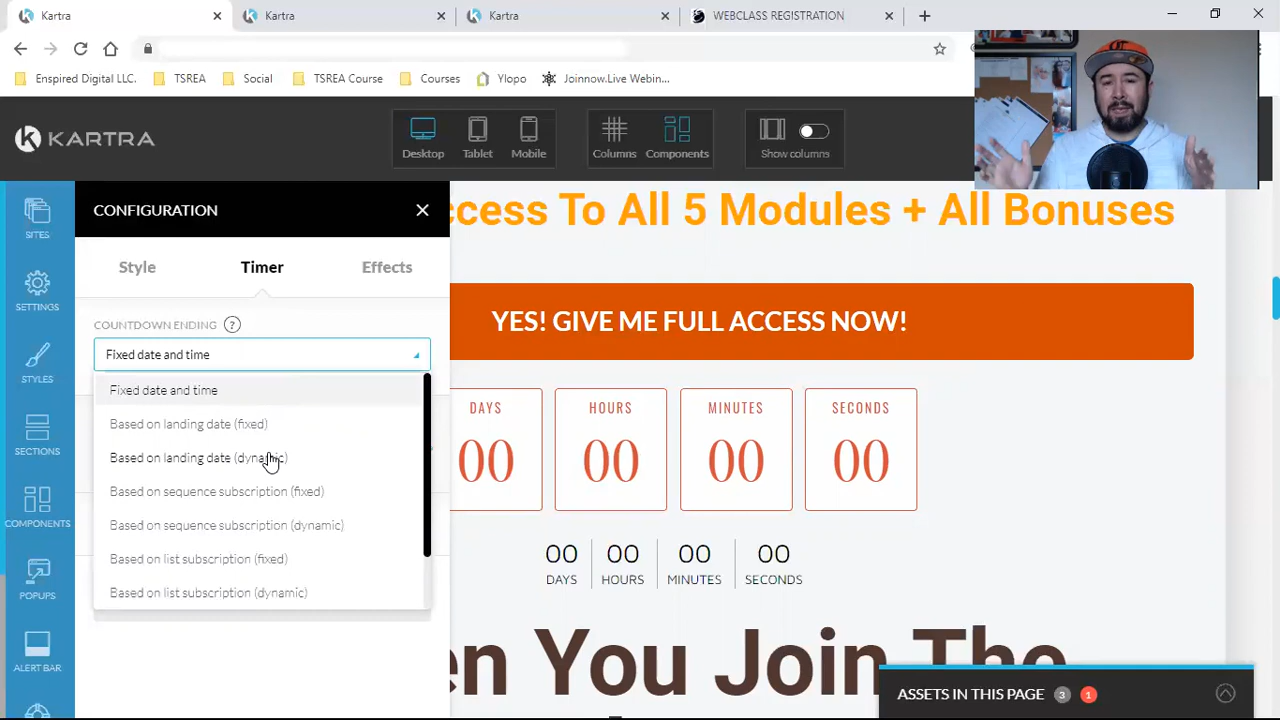 Kartra
Kartra
Kartra
WEBCLASS REGISTRATION
Enspired Digital LLC.
TSREA
Social
TSREA Course
Courses
Ylopo
Joinnow.Live Webin...
KARTRA
Desktop
Tablet
Mobile
Columns
Components
Show columns
SITES
SETTINGS
STYLES
SECTIONS
COMPONENTS
POPUPS
ALERT BAR
CONFIGURATION
Style
Timer
Effects
COUNTDOWN ENDING ?
Fixed date and time
Fixed date and time
Based on landing date (fixed)
Based on landing date (dynamic)
Based on sequence subscription (fixed)
Based on sequence subscription (dynamic)
Based on list subscription (fixed)
Based on list subscription (dynamic)
ccess To All 5 Modules + All Bonuses
YES! GIVE ME FULL ACCESS NOW!
DAYS HOURS MINUTES SECONDS
00 00 00 00
00 00 00 00
DAYS HOURS MINUTES SECONDS
en You Join The
ASSETS IN THIS PAGE 3 1